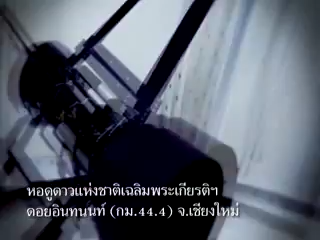 หอดูดาวแห่งชาติเฉลิมพระเกียรติฯ
ดอยอินทนนท์ (กม.44.4) จ.เชียงใหม่